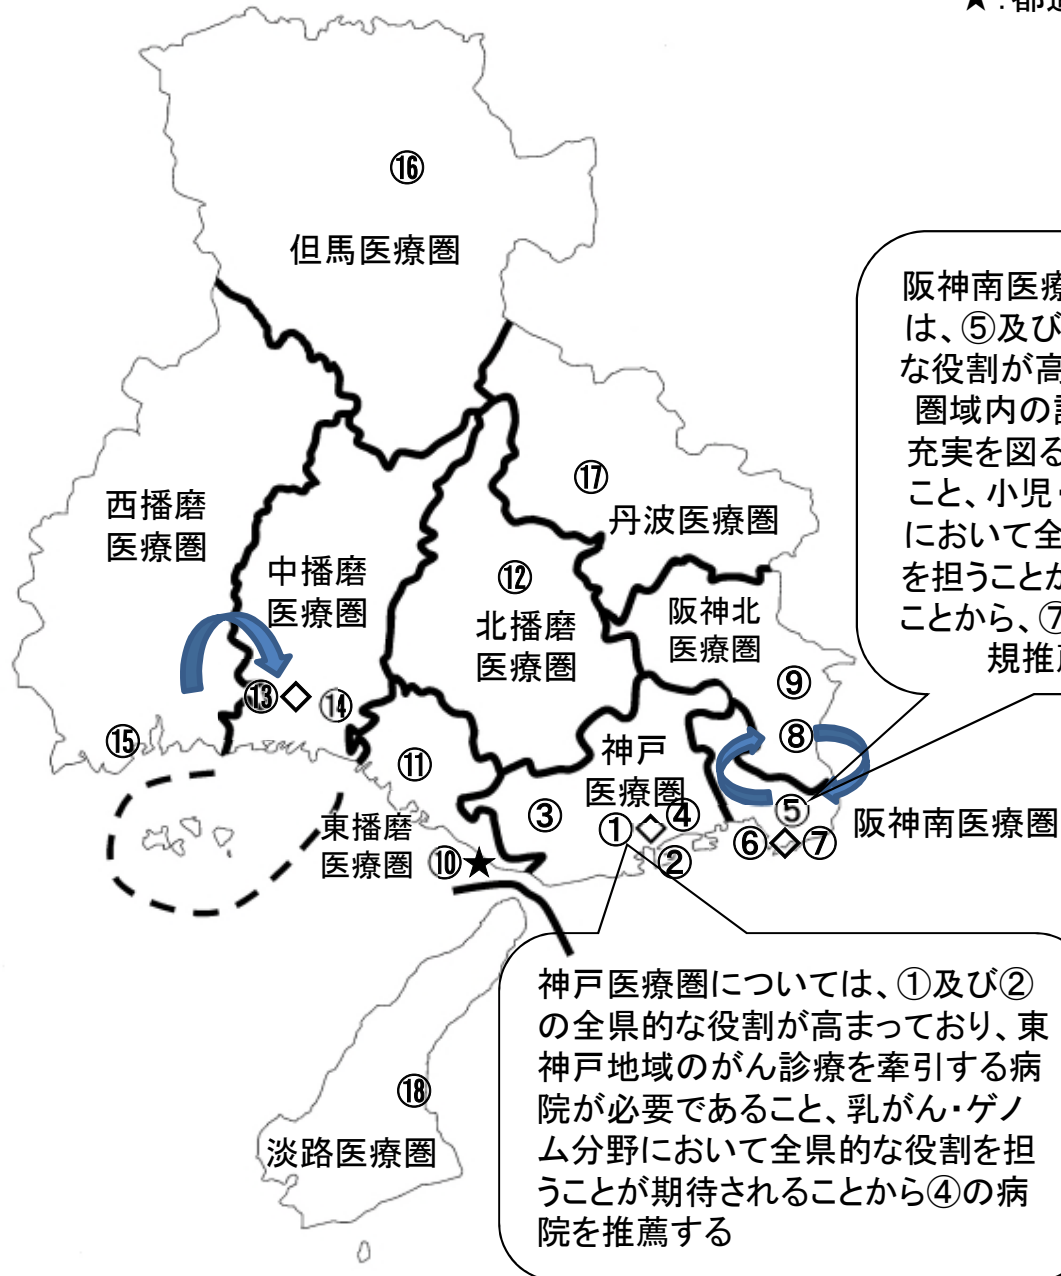 ★：都道
⑯
但馬医療圏
阪神南医療
は、⑤及び
な役割が高
圏域内の
充実を図る
こと、小児・
において全
を担うことか
ことから、⑦
規推
⑰
丹波医療圏
西播磨
医療圏
中播磨
医療圏
⑫
北播磨
医療圏
阪神北
医療圏
⑨
⑬◇
⑭
⑧
⑮
⑪
神戸
医療圏
③
①◇④
②
⑤
⑥◇⑦
阪神南医療圏
東播磨
医療圏
⑩★
神戸医療圏については、①及び②
の全県的な役割が高まっており、東
神戸地域のがん診療を牽引する病
院が必要であること、乳がん・ゲノ
ム分野において全県的な役割を担
うことが期待されることから④の病
院を推薦する
⑱
淡路医療圏